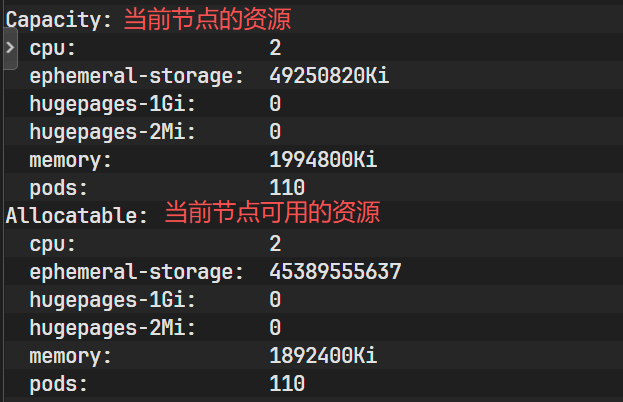 Capacity: 当前节点的资源
cpu: 2
ephemeral-storage: 49250820Ki
hugepages-1Gi: 0
hugepages-2Mi: 0
memory: 1994800Ki
pods: 110
Allocatable: 当前节点可用的资源
cpu: 2
ephemeral-storage: 45389555637
hugepages-1Gi: 0
hugepages-2Mi: 0
memory: 1892400Ki
pods: 110